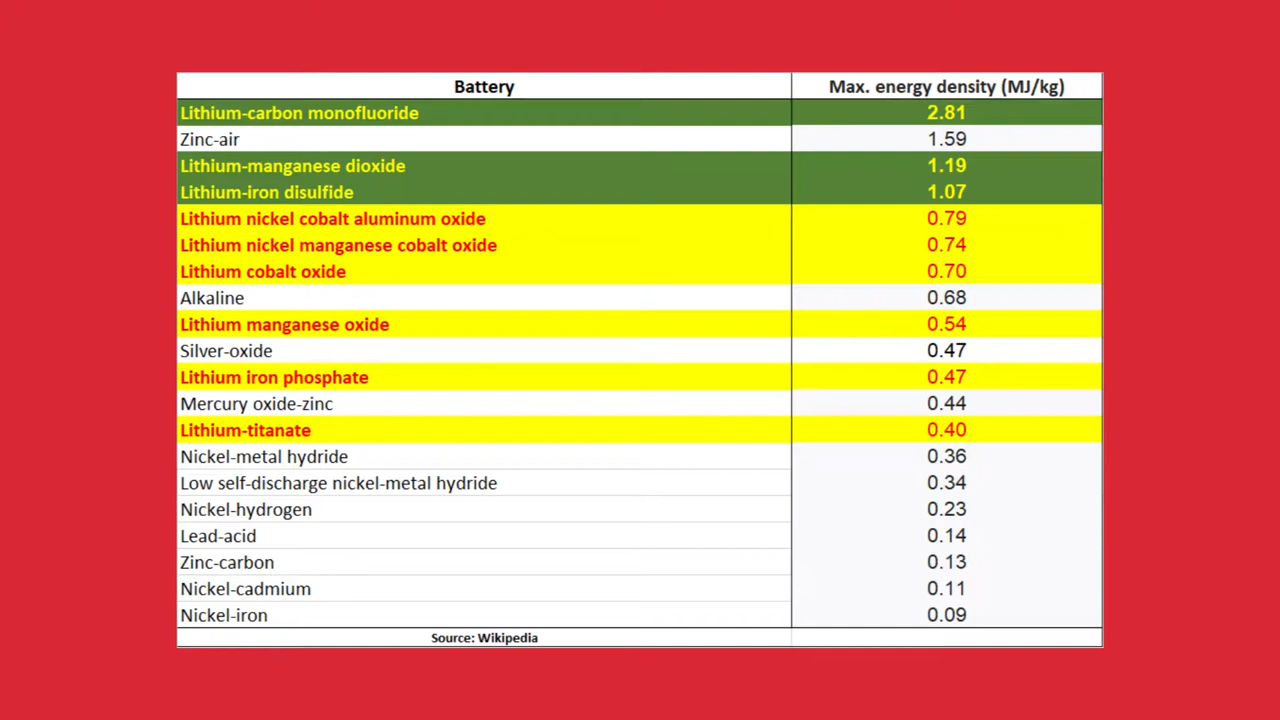 Battery Max. energy density (MJ/kg)
Lithium-carbon monofluoride 2.81
Zinc-air 1.59
Lithium-manganese dioxide 1.19
Lithium-iron disulfide 1.07
Lithium nickel cobalt aluminum oxide 0.79
Lithium nickel manganese cobalt oxide 0.74
Lithium cobalt oxide 0.70
Alkaline 0.68
Lithium manganese oxide 0.54
Silver-oxide 0.47
Lithium iron phosphate 0.47
Mercury oxide-zinc 0.44
Lithium-titanate 0.40
Nickel-metal hydride 0.36
Low self-discharge nickel-metal hydride 0.34
Nickel-hydrogen 0.23
Lead-acid 0.14
Zinc-carbon 0.13
Nickel-cadmium 0.11
Nickel-iron 0.09
Source: Wikipedia